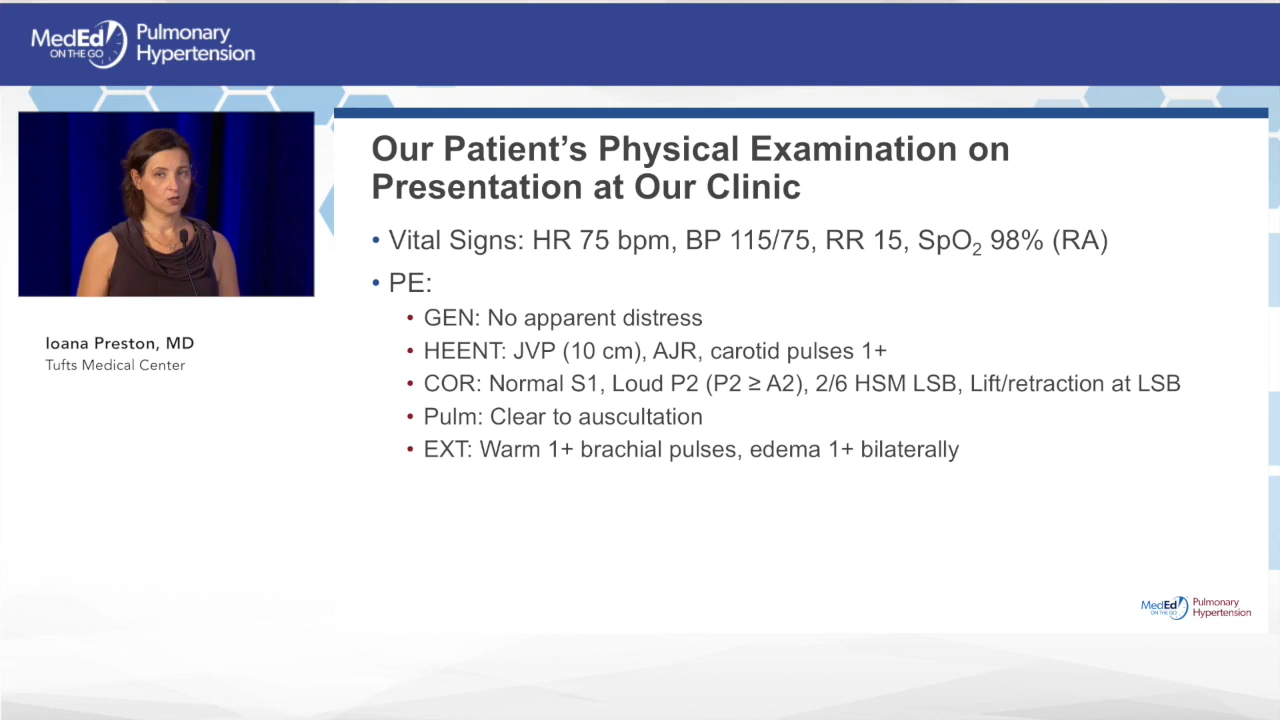 MedEd
ON THE GO
Pulmonary
Hypertension
Our Patient's Physical Examination on
Presentation at Our Clinic
• Vital Signs: HR 75 bpm, BP 115/75, RR 15, SpO₂ 98% (RA)
• PE:
• GEN: No apparent distress
• HEENT: JVP (10 cm), AJR, carotid pulses 1+
• COR: Normal S1, Loud P2 (P2 ≥ A2), 2/6 HSM LSB, Lift/retraction at LSB
• Pulm: Clear to auscultation
• EXT: Warm 1+ brachial pulses, edema 1+ bilaterally
Ioana Preston, MD
Tufts Medical Center
MedEd
ON THE GO
Pulmonary
Hypertension